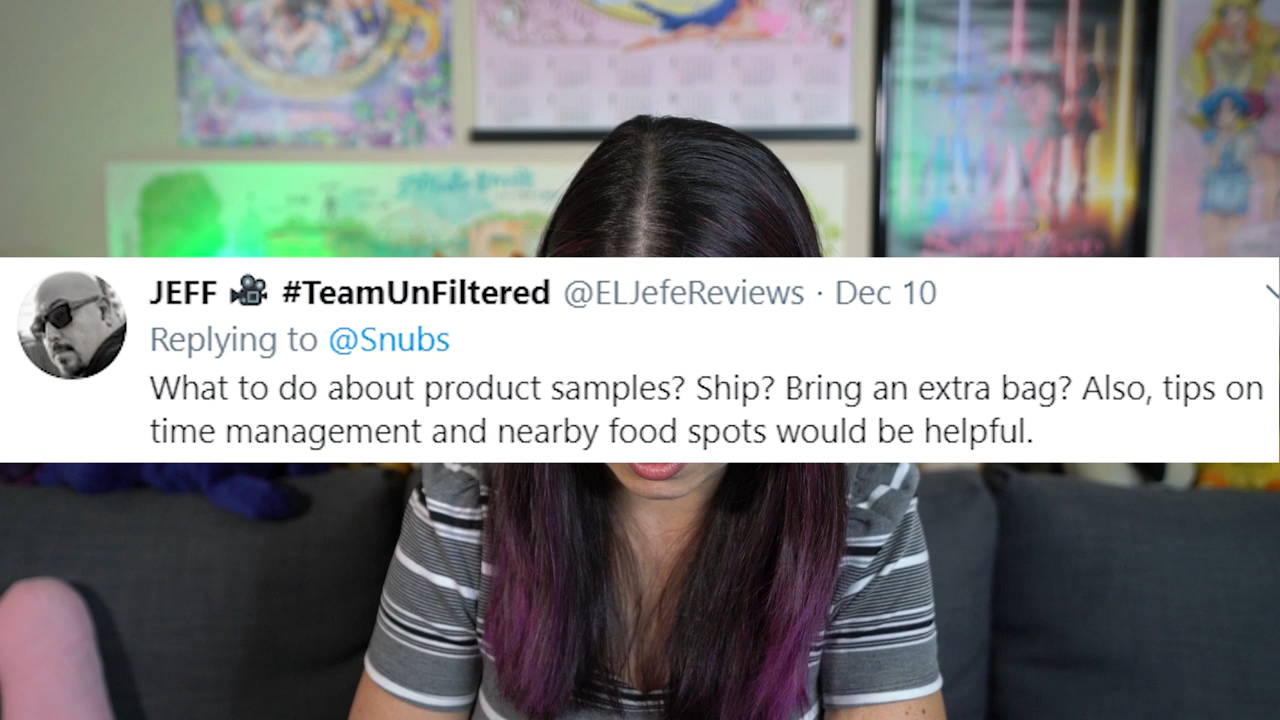 JEFF 🎥 #TeamUnFiltered @ELJefeReviews · Dec 10
Replying to @Snubs
What to do about product samples? Ship? Bring an extra bag? Also, tips on
time management and nearby food spots would be helpful.